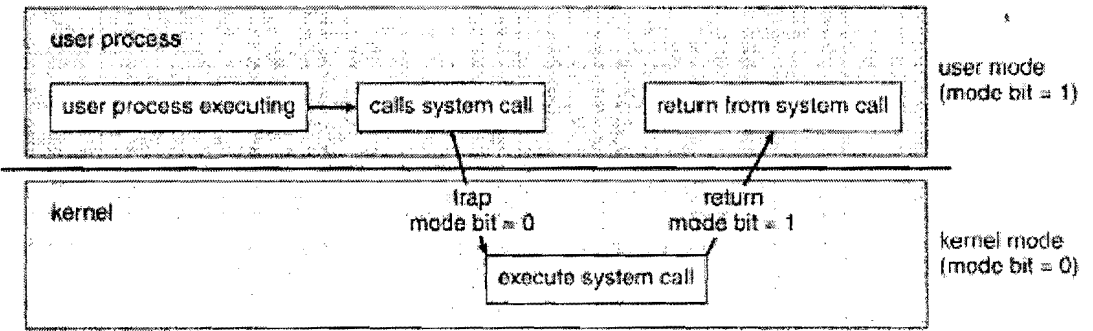 user process
user process executing
calls system call
return from system call
user mode
(mode bit = 1)
kernel
trap
mode bit = 0
return
mode bit = 1
execute system call
kernel mode
(mode bit = 0)